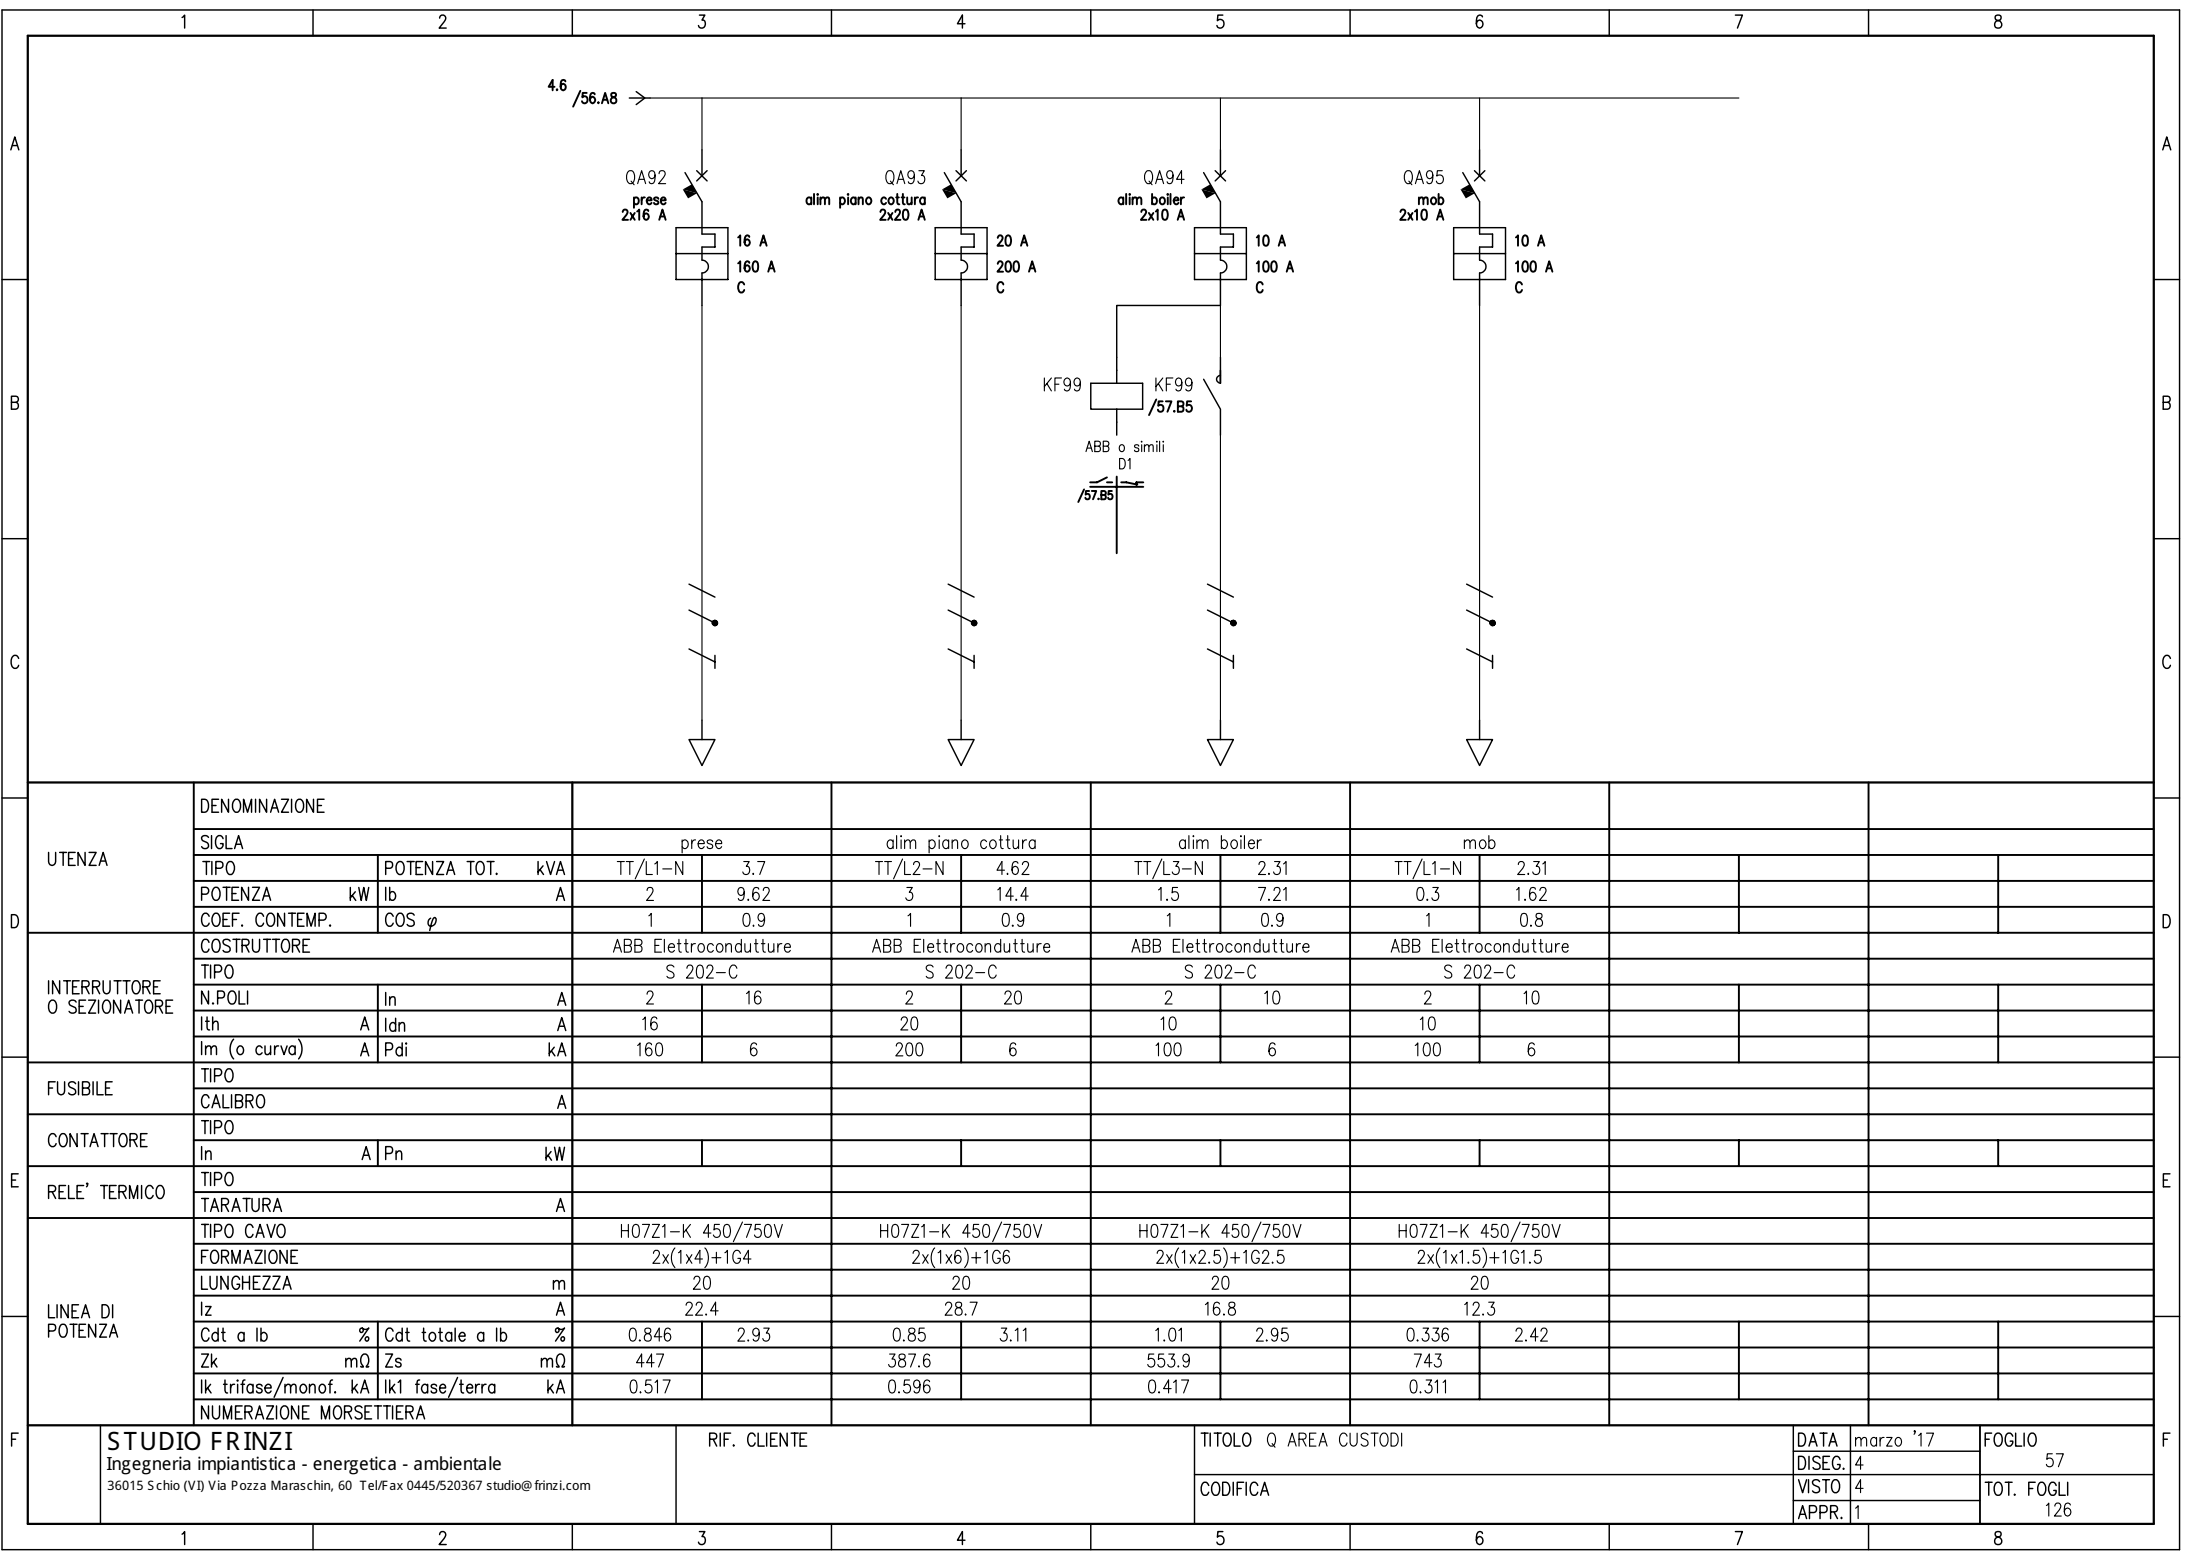 1 2 3 4 5 6 7 8
4.6
/56.A8
A A
QA92 QA93 QA94 QA95
prese alim piano cottura alim boiler mob
2x16 A 2x20 A 2x10 A 2x10 A
16 A 20 A 10 A 10 A
160 A 200 A 100 A 100 A
C C C C
KF99 KF99
B /57.B5 B
ABB o simili
D1
/57.B5
C C
DENOMINAZIONE
UTENZA
SIGLA prese alim piano cottura alim boiler mob
TIPO POTENZA TOT. kVA TT/L1-N 3.7 TT/L2-N 4.62 TT/L3-N 2.31 TT/L1-N 2.31
POTENZA kW Ib A 2 9.62 3 14.4 1.5 7.21 0.3 1.62
D COEF. CONTEMP. COS φ 1 0.9 1 0.9 1 0.9 1 0.8 D
INTERRUTTORE
O SEZIONATORE
COSTRUTTORE ABB Elettrocondutture ABB Elettrocondutture ABB Elettrocondutture ABB Elettrocondutture
TIPO S 202-C S 202-C S 202-C S 202-C
N.POLI In A 2 16 2 20 2 10 2 10
Ith A Idn A 16 20 10 10
Im (o curva) A Pdi kA 160 6 200 6 100 6 100 6
FUSIBILE
TIPO
CALIBRO A
CONTATTORE
TIPO
In A Pn kW
E RELE' TERMICO E
TIPO
TARATURA A
LINEA DI
POTENZA
TIPO CAVO H07Z1-K 450/750V H07Z1-K 450/750V H07Z1-K 450/750V H07Z1-K 450/750V
FORMAZIONE 2x(1x4)+1G4 2x(1x6)+1G6 2x(1x2.5)+1G2.5 2x(1x1.5)+1G1.5
LUNGHEZZA m 20 20 20 20
Iz A 22.4 28.7 16.8 12.3
Cdt a Ib % Cdt totale a Ib % 0.846 2.93 0.85 3.11 1.01 2.95 0.336 2.42
Zk mΩ Zs mΩ 447 387.6 553.9 743
Ik trifase/monof. kA Ik1 fase/terra kA 0.517 0.596 0.417 0.311
NUMERAZIONE MORSETTIERA
F F
STUDIO FRINZI
Ingegneria impiantistica - energetica - ambientale
36015 Schio (VI) Via Pozza Maraschin, 60 Tel/Fax 0445/520367 studio@frinzi.com
RIF. CLIENTE
TITOLO Q AREA CUSTODI
CODIFICA
DATA marzo '17
DISEG. 4
VISTO 4
APPR. 1
FOGLIO
57
TOT. FOGLI
126
1 2 3 4 5 6 7 8